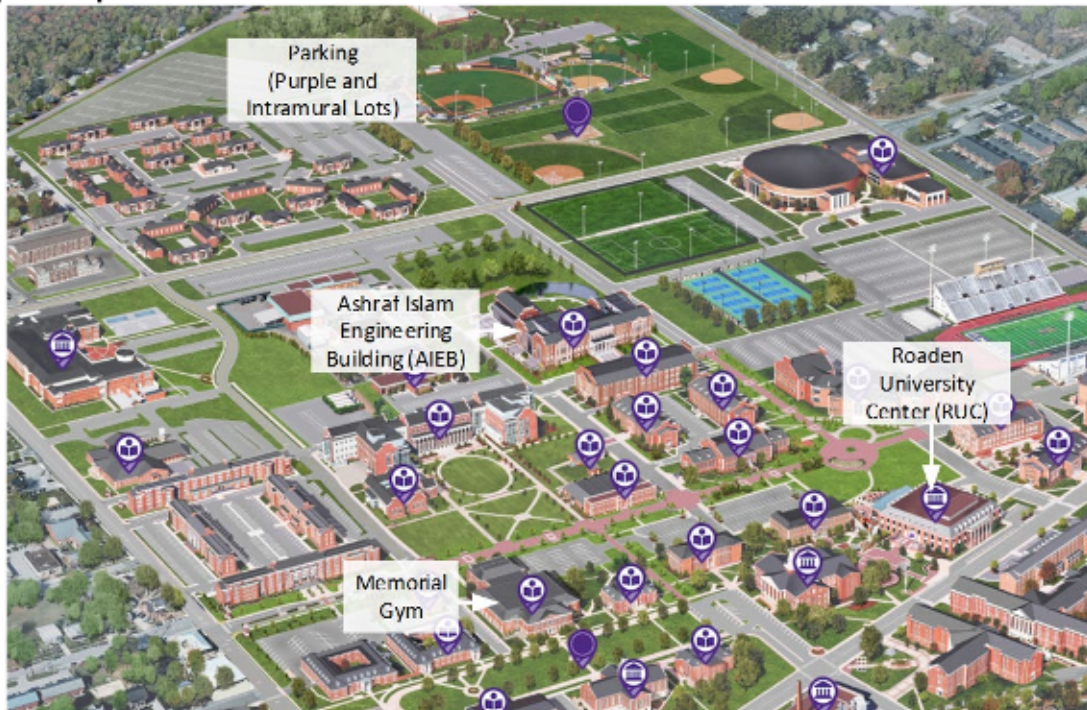 Parking
(Purple and
Intramural Lots)
Ashraf Islam
Engineering
Building (AIEB)
Roaden
University
Center (RUC)
Memorial
Gym